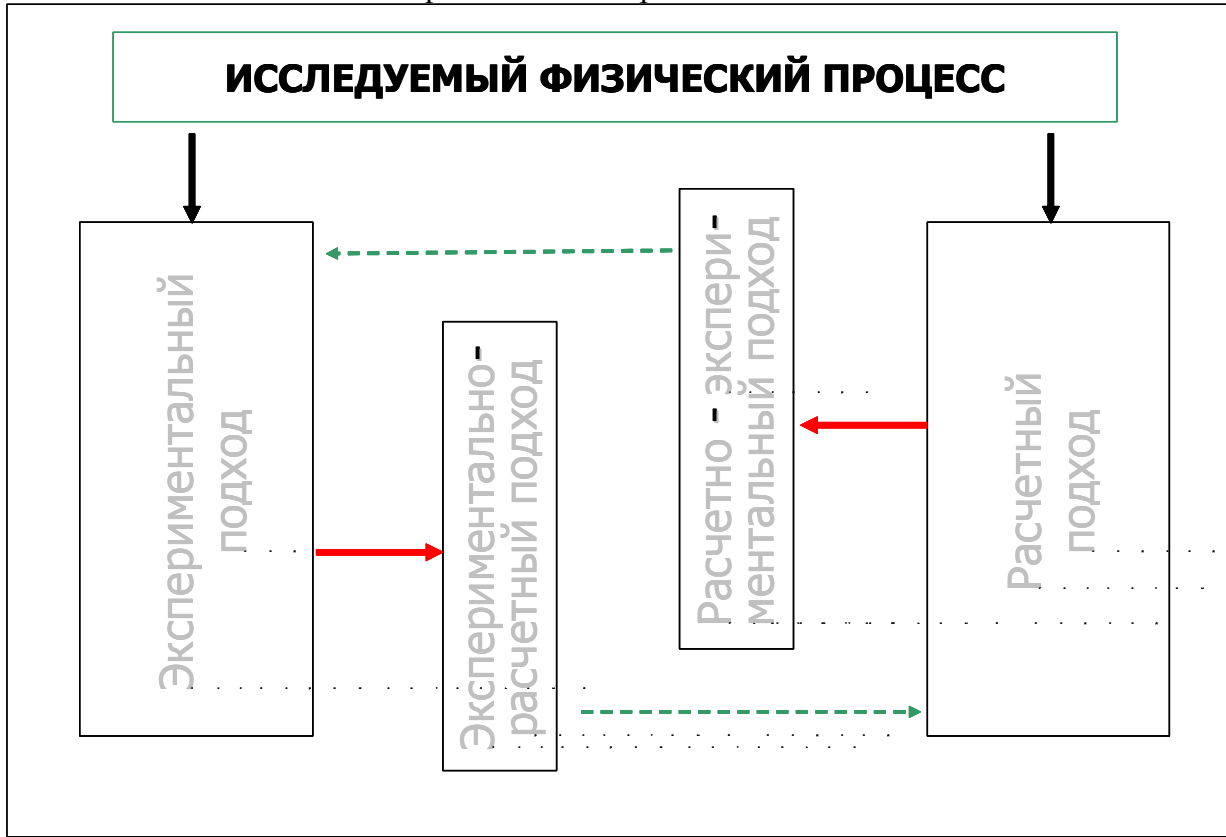 ИССЛЕДУЕМЫЙ ФИЗИЧЕСКИЙ ПРОЦЕСС
Экспериментальный
подход
Экспериментально-
расчетный подход
Расчетно - экспери-
ментальный подход
Расчетный
подход